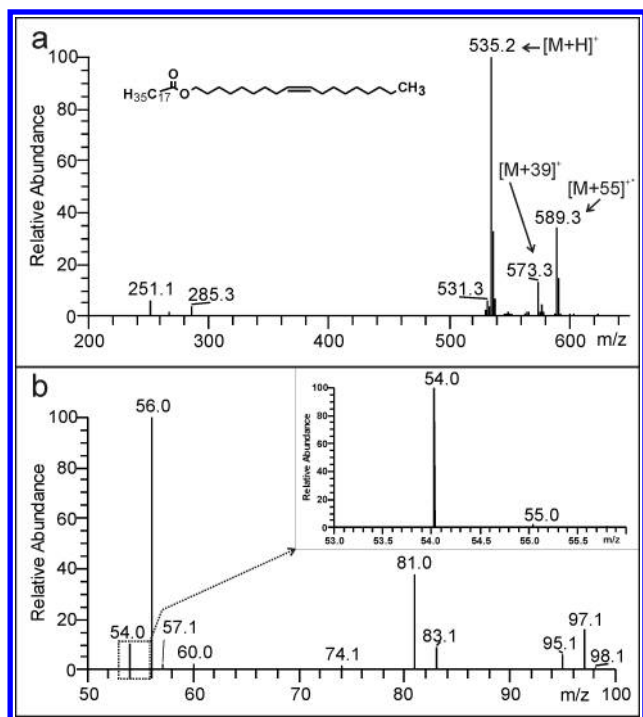 a
100
80
60
40
20
0
Relative Abundance
O
H35C17 O CH3
535.2 [M+H]+
[M+39]+
[M+55]+·
589.3
573.3
531.3
251.1
285.3
200 300 400 500 600 m/z
b
100
80
60
40
20
0
Relative Abundance
56.0
54.0
57.1
60.0
74.1
81.0
83.1
95.1
97.1
98.1
50 60 70 80 90 100
m/z
100
80
60
40
20
0
Relative Abundance
54.0
55.0
53.0 53.5 54.0 54.5 55.0 55.5 m/z